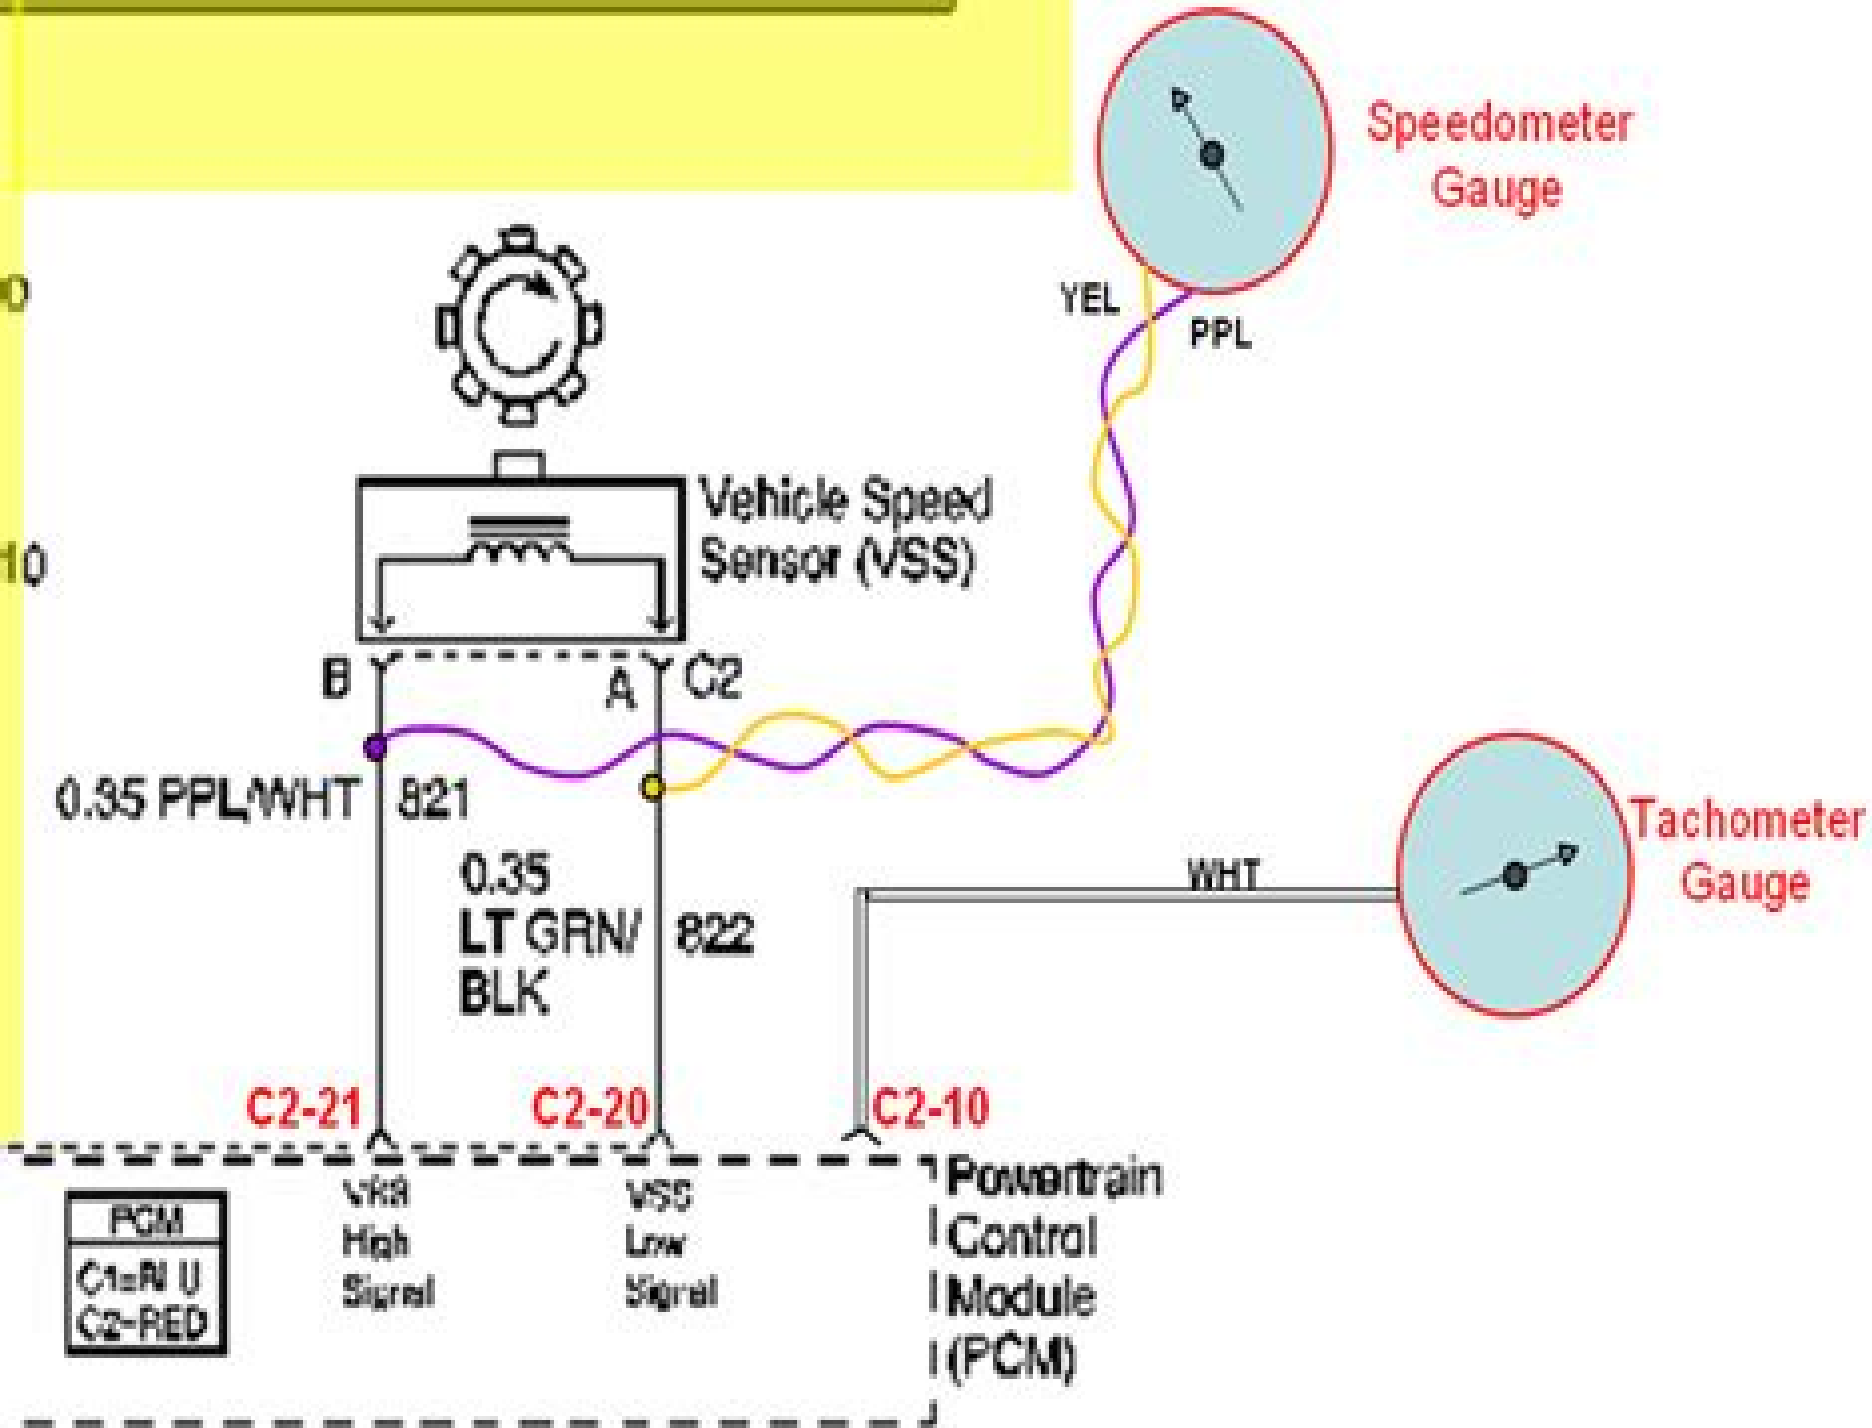 Speedometer
Gauge
YEL
PPL
10
Vehicle Speed
Sensor (VSS)
B
A
C2
0.35 PPL/WHT
821
0.35
LT GRN/
BLK
822
WHT
Tachometer
Gauge
C2-21
C2-20
C2-10
High
Signal
VSS
Low
Signal
Powertrain
Control
Module
(PCM)
PCM
C2=RED